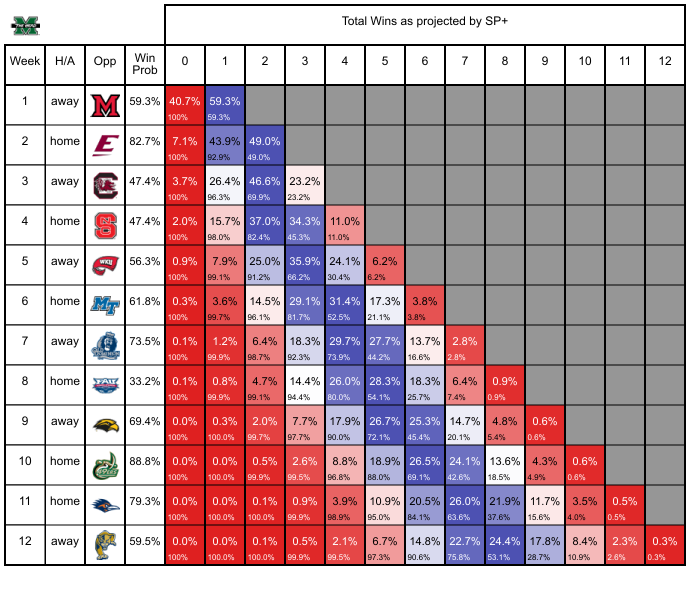 Total Wins as projected by SP+
Week H/A Opp Win Prob 0 1 2 3 4 5 6 7 8 9 10 11 12
1 away 59.3% 40.7% 59.3%
100% 59.3%
2 home 82.7% 7.1% 43.9% 49.0%
100% 92.9% 49.0%
3 away 47.4% 3.7% 26.4% 46.6% 23.2%
100% 96.3% 69.9% 23.2%
4 home 47.4% 2.0% 15.7% 37.0% 34.3% 11.0%
100% 98.0% 82.4% 45.3% 11.0%
5 away 56.3% 0.9% 7.9% 25.0% 35.9% 24.1% 6.2%
100% 99.1% 91.2% 66.2% 30.4% 6.2%
6 home 61.8% 0.3% 3.6% 14.5% 29.1% 31.4% 17.3% 3.8%
100% 99.7% 96.1% 81.7% 52.5% 21.1% 3.8%
7 away 73.5% 0.1% 1.2% 6.4% 18.3% 29.7% 27.7% 13.7% 2.8%
100% 99.9% 98.7% 92.3% 73.9% 44.2% 16.6% 2.8%
8 home 33.2% 0.1% 0.8% 4.7% 14.4% 26.0% 28.3% 18.3% 6.4% 0.9%
100% 99.9% 99.1% 94.4% 80.0% 54.1% 25.7% 7.4% 0.9%
9 away 69.4% 0.0% 0.3% 2.0% 7.7% 17.9% 26.7% 25.3% 14.7% 4.8% 0.6%
100% 100.0% 99.7% 97.7% 90.0% 72.1% 45.4% 20.1% 5.4% 0.6%
10 home 88.8% 0.0% 0.0% 0.5% 2.6% 8.8% 18.9% 26.5% 24.1% 13.6% 4.3% 0.6%
100% 100.0% 99.9% 99.5% 96.8% 88.0% 69.1% 42.6% 18.5% 4.9% 0.6%
11 home 79.3% 0.0% 0.0% 0.1% 0.9% 3.9% 10.9% 20.5% 26.0% 21.9% 11.7% 3.5% 0.5%
100% 100.0% 100.0% 99.9% 98.9% 95.0% 84.1% 63.6% 37.6% 15.6% 4.0% 0.5%
12 away 59.5% 0.0% 0.0% 0.1% 0.5% 2.1% 6.7% 14.8% 22.7% 24.4% 17.8% 8.4% 2.3% 0.3%
100% 100.0% 100.0% 99.9% 99.5% 97.3% 90.6% 75.8% 53.1% 28.7% 10.9% 2.6% 0.3%